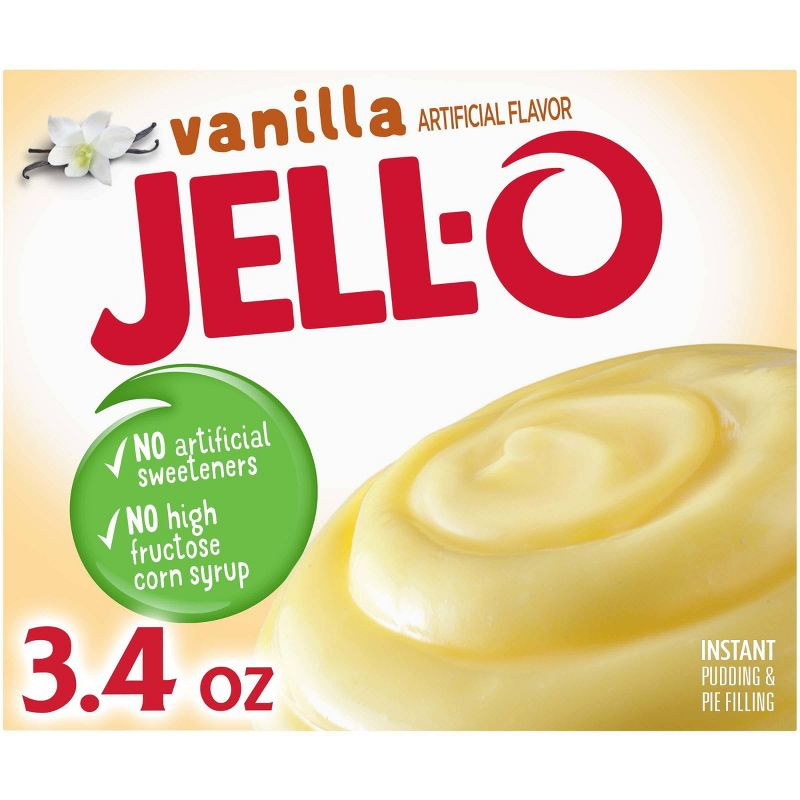 vanilla ARTIFICIAL FLAVOR
JELL-O
NO artificial
sweeteners
NO high
fructose
corn syrup
3.4 oz
INSTANT
PUDDING &
PIE FILLING